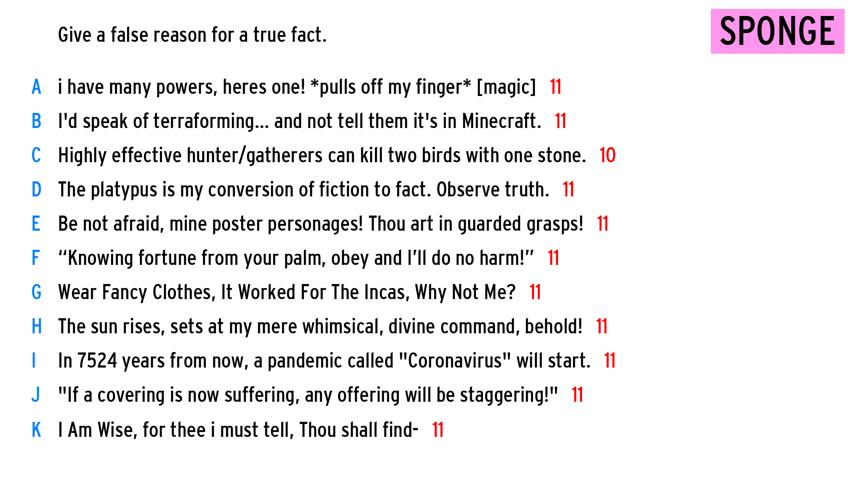 Give a false reason for a true fact.
SPONGE
A i have many powers, heres one! *pulls off my finger* [magic] 11
B I'd speak of terraforming... and not tell them it's in Minecraft. 11
C Highly effective hunter/gatherers can kill two birds with one stone. 10
D The platypus is my conversion of fiction to fact. Observe truth. 11
E Be not afraid, mine poster personages! Thou art in guarded grasps! 11
F “Knowing fortune from your palm, obey and I’ll do no harm!” 11
G Wear Fancy Clothes, It Worked For The Incas, Why Not Me? 11
H The sun rises, sets at my mere whimsical, divine command, behold! 11
I In 7524 years from now, a pandemic called "Coronavirus" will start. 11
J "If a covering is now suffering, any offering will be staggering!" 11
K I Am Wise, for thee i must tell, Thou shall find- 11